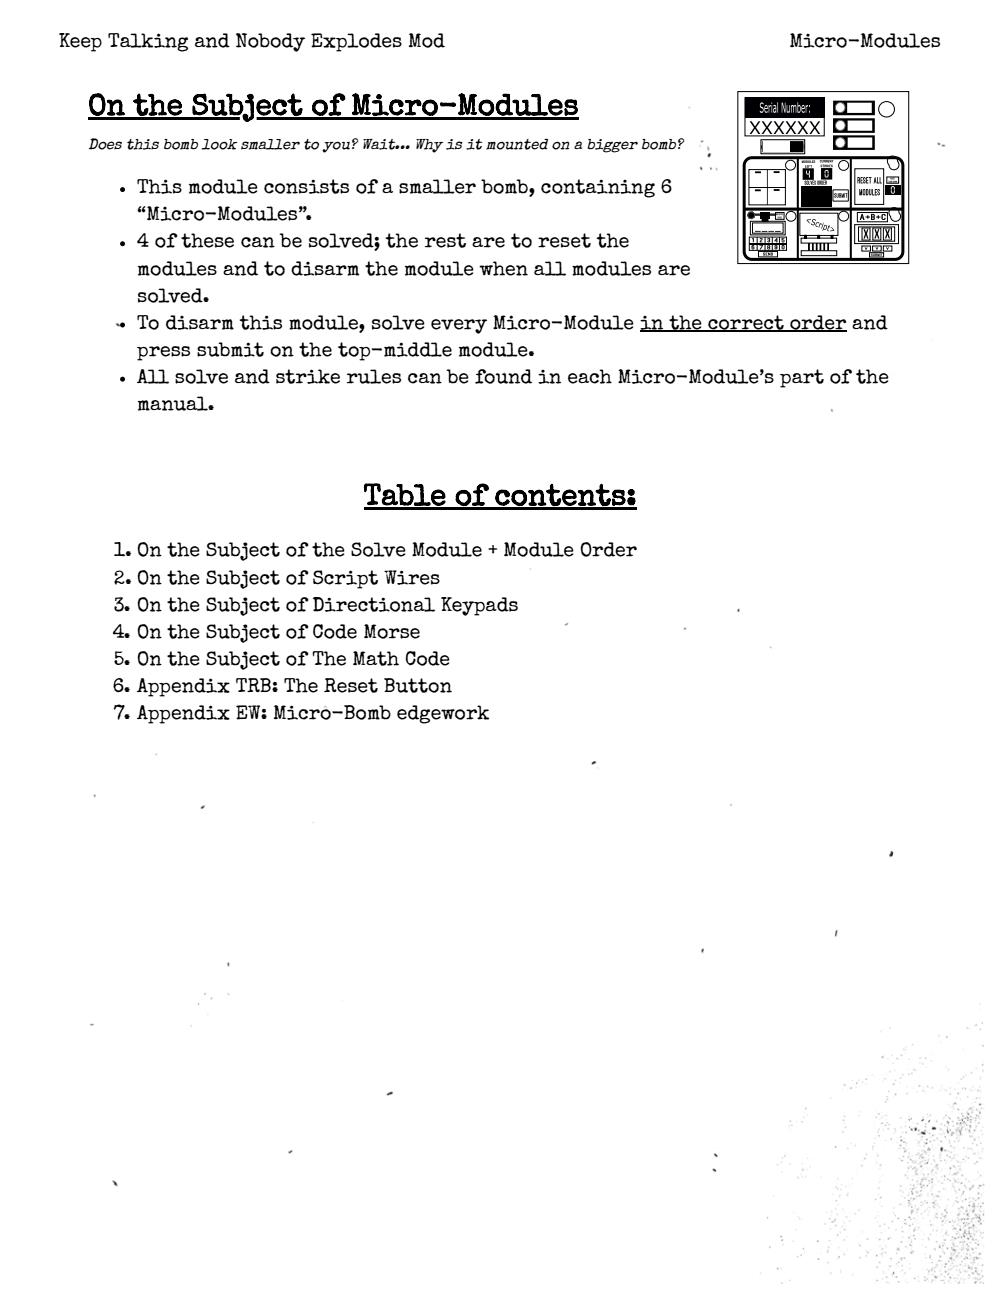 Keep Talking and Nobody Explodes Mod
Micro-Modules
On the Subject of Micro-Modules
Does this bomb look smaller to you? Wait... Why is it mounted on a bigger bomb?
Serial Number:
XXXXXX
MODULES LEFT
CURRENT STRIKES
4
0
SOLVED ORDER
SUBMIT
RESET ALL
MODULES
0
<Script>
A+B+C
X X X
1 2 3 4 5
6 7 8 9 0
SEND
SUBMIT
• This module consists of a smaller bomb, containing 6
“Micro-Modules”.
• 4 of these can be solved; the rest are to reset the
modules and to disarm the module when all modules are
solved.
• To disarm this module, solve every Micro-Module in the correct order and
press submit on the top-middle module.
• All solve and strike rules can be found in each Micro-Module’s part of the
manual.
Table of contents:
1. On the Subject of the Solve Module + Module Order
2. On the Subject of Script Wires
3. On the Subject of Directional Keypads
4. On the Subject of Code Morse
5. On the Subject of The Math Code
6. Appendix TRB: The Reset Button
7. Appendix EW: Micro-Bomb edgework